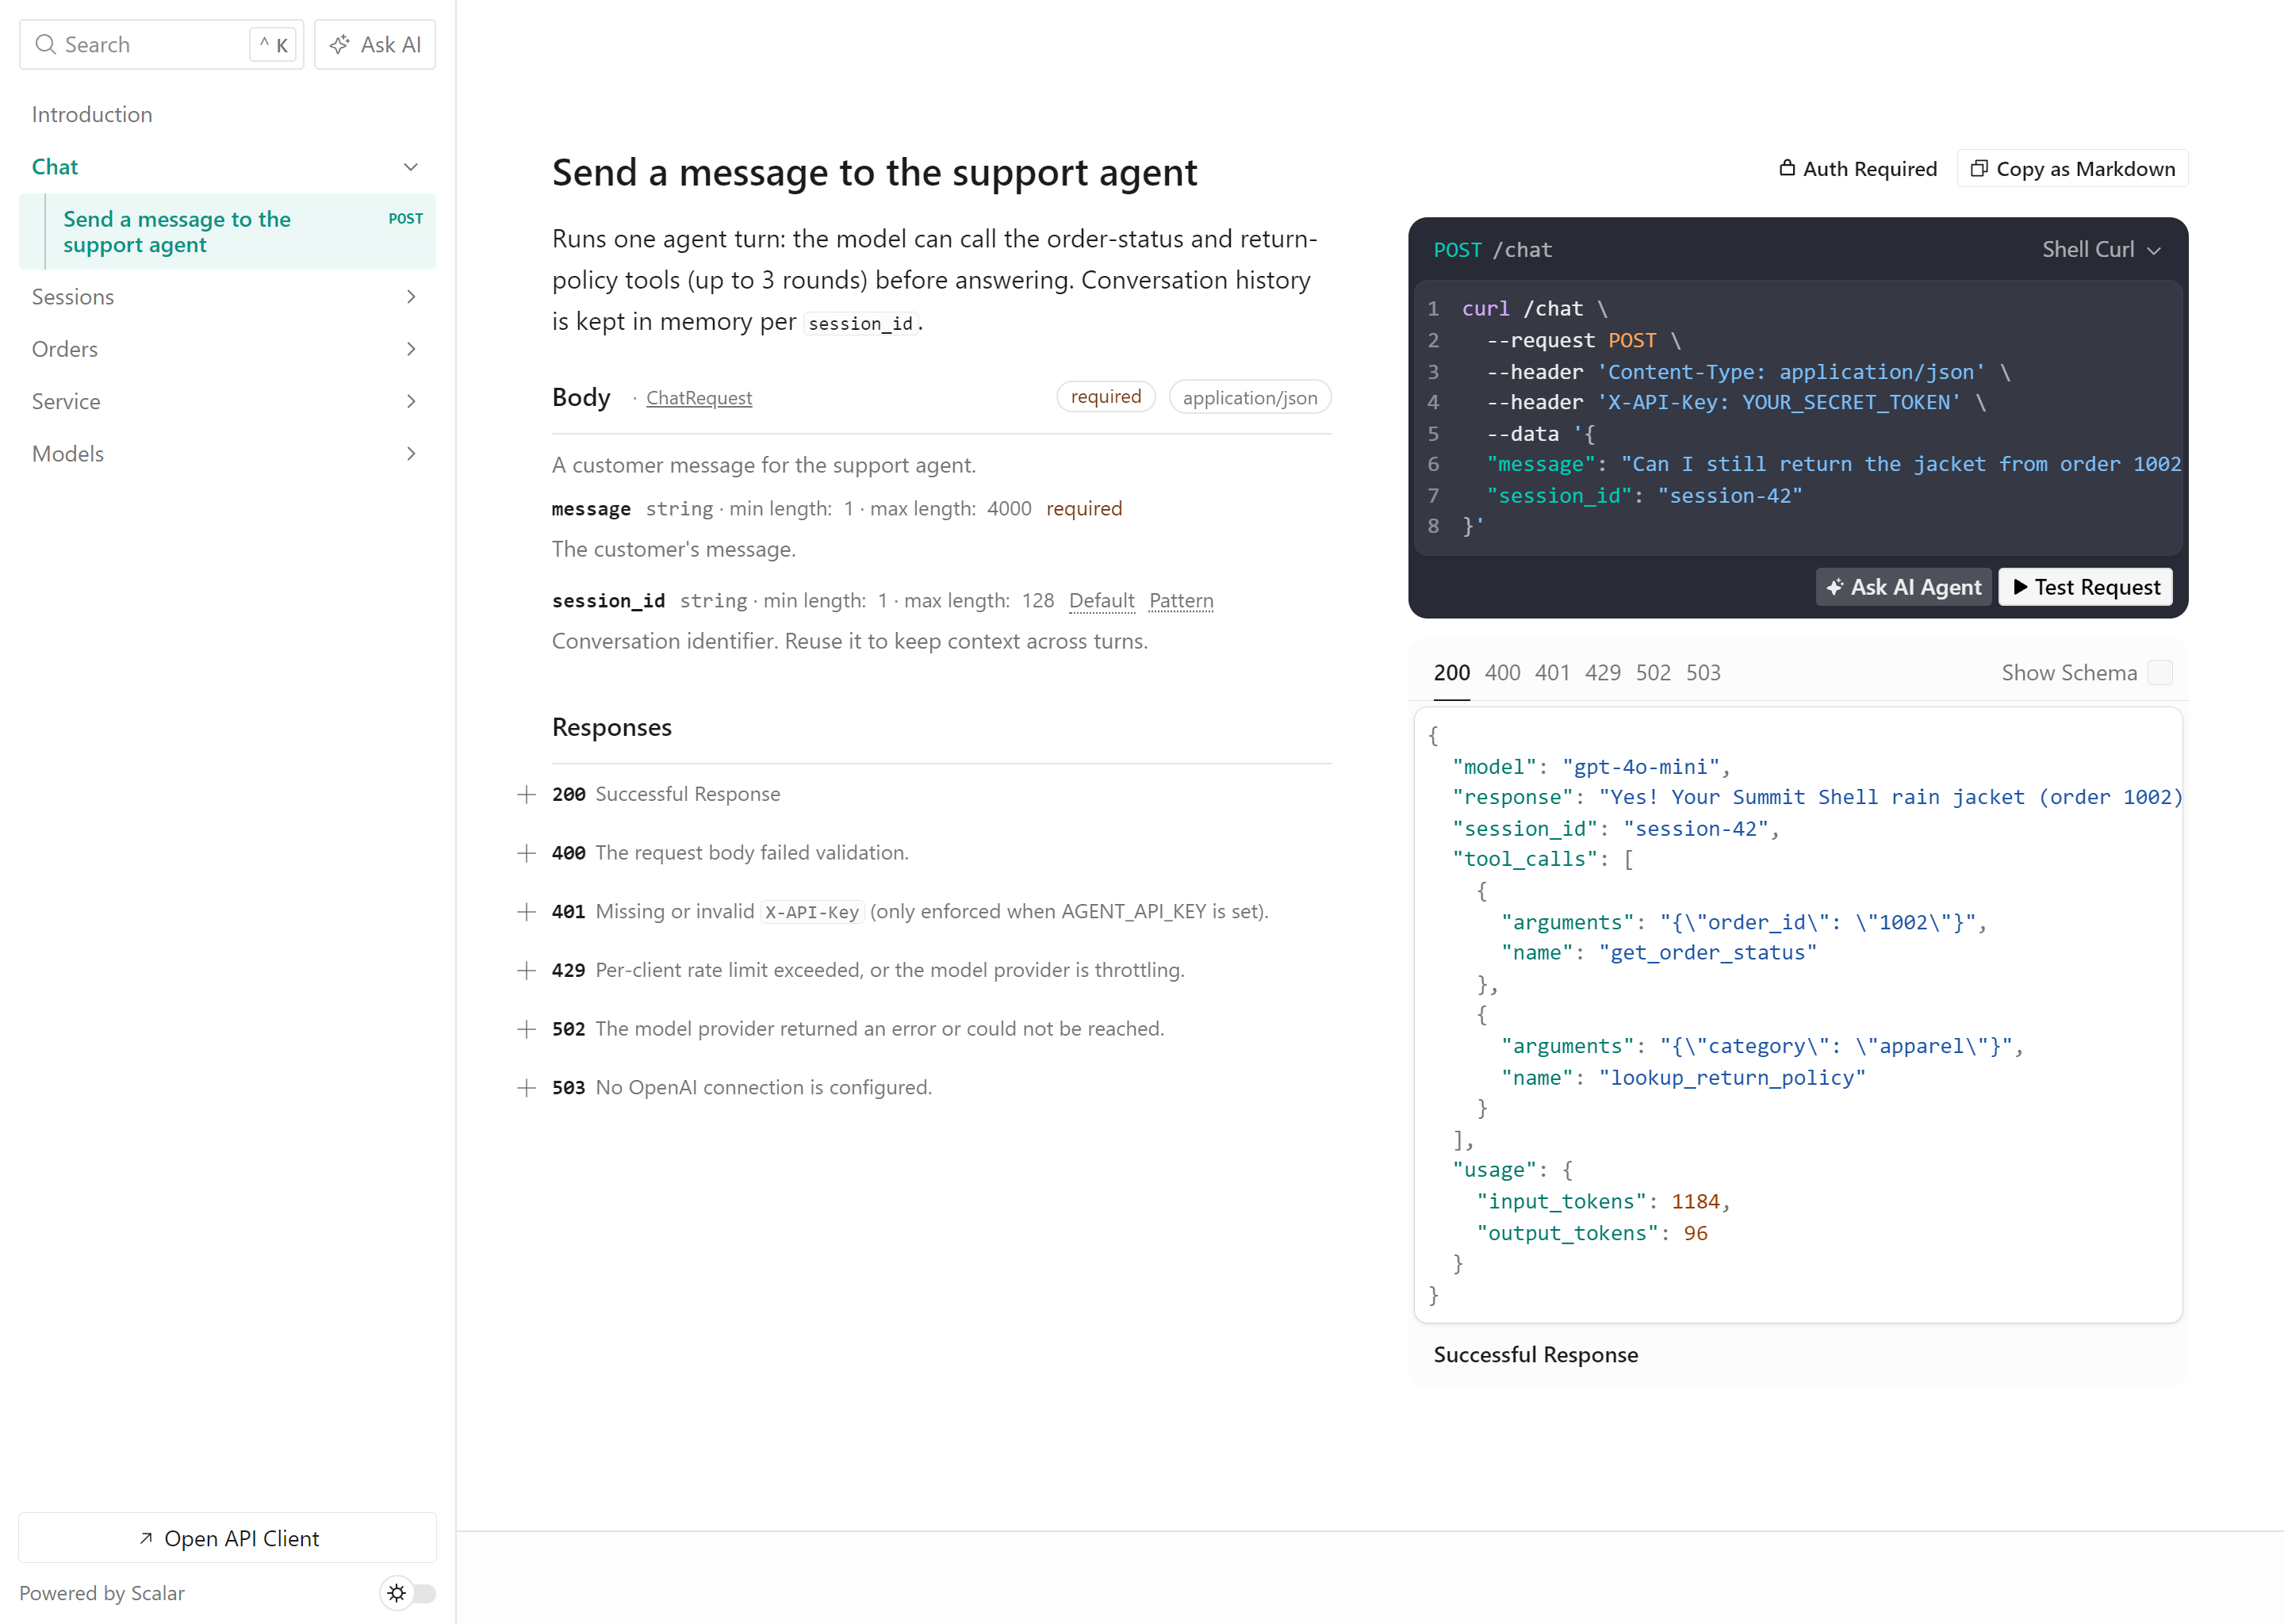 Search
^ K
Ask AI
Introduction
Chat
Send a message to the
support agent
POST
Sessions
Orders
Service
Models
Open API Client
Powered by Scalar
Send a message to the support agent
Runs one agent turn: the model can call the order-status and return-
policy tools (up to 3 rounds) before answering. Conversation history
is kept in memory per session_id.
Body · ChatRequest required application/json
A customer message for the support agent.
message string · min length: 1 · max length: 4000 required
The customer's message.
session_id string · min length: 1 · max length: 128 Default Pattern
Conversation identifier. Reuse it to keep context across turns.
Responses
200 Successful Response
400 The request body failed validation.
401 Missing or invalid X-API-Key (only enforced when AGENT_API_KEY is set).
429 Per-client rate limit exceeded, or the model provider is throttling.
502 The model provider returned an error or could not be reached.
503 No OpenAI connection is configured.
Auth Required
Copy as Markdown
POST /chat
Shell Curl
1 curl /chat \
2 --request POST \
3 --header 'Content-Type: application/json' \
4 --header 'X-API-Key: YOUR_SECRET_TOKEN' \
5 --data '{
6 "message": "Can I still return the jacket from order 1002
7 "session_id": "session-42"
8 }'
Ask AI Agent
Test Request
200 400 401 429 502 503
Show Schema
{
"model": "gpt-4o-mini",
"response": "Yes! Your Summit Shell rain jacket (order 1002)
"session_id": "session-42",
"tool_calls": [
{
"arguments": "{\"order_id\": \"1002\"}",
"name": "get_order_status"
},
{
"arguments": "{\"category\": \"apparel\"}",
"name": "lookup_return_policy"
}
],
"usage": {
"input_tokens": 1184,
"output_tokens": 96
}
}
Successful Response